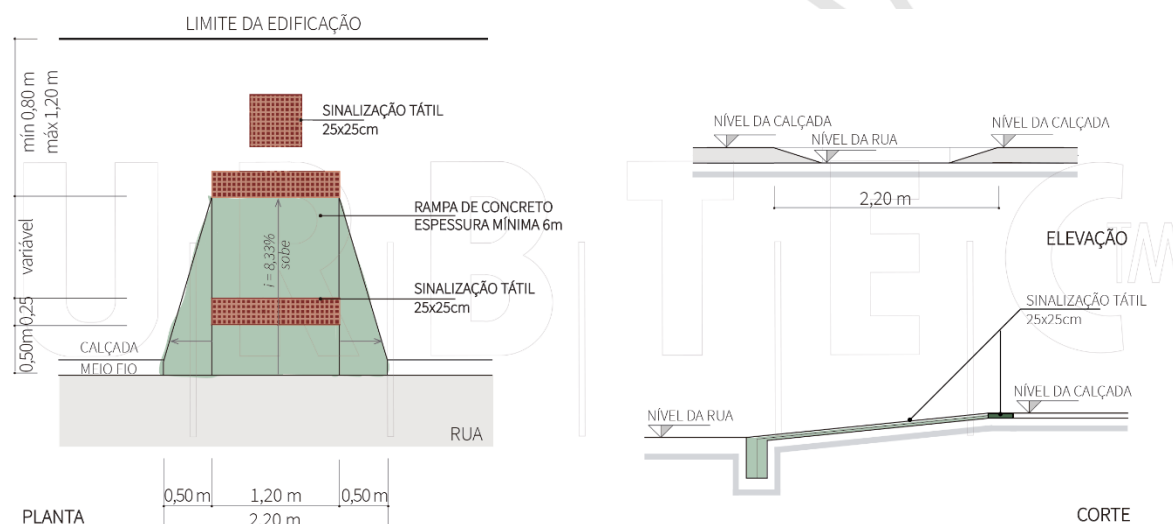 LIMITE DA EDIFICAÇÃO
mín 0,80 m
máx 1,20 m
SINALIZAÇÃO TÁTIL
25x25cm
RAMPA DE CONCRETO
ESPESSURA MÍNIMA 6m
variável
i = 8,33%
sobe
SINALIZAÇÃO TÁTIL
25x25cm
0,25
0,50m
CALÇADA
MEIO FIO
RUA
0,50 m
1,20 m
0,50 m
2,20 m
PLANTA
NÍVEL DA CALÇADA
NÍVEL DA RUA
NÍVEL DA CALÇADA
2,20 m
ELEVAÇÃO
SINALIZAÇÃO TÁTIL
25x25cm
NÍVEL DA RUA
NÍVEL DA CALÇADA
CORTE
URBITEC™